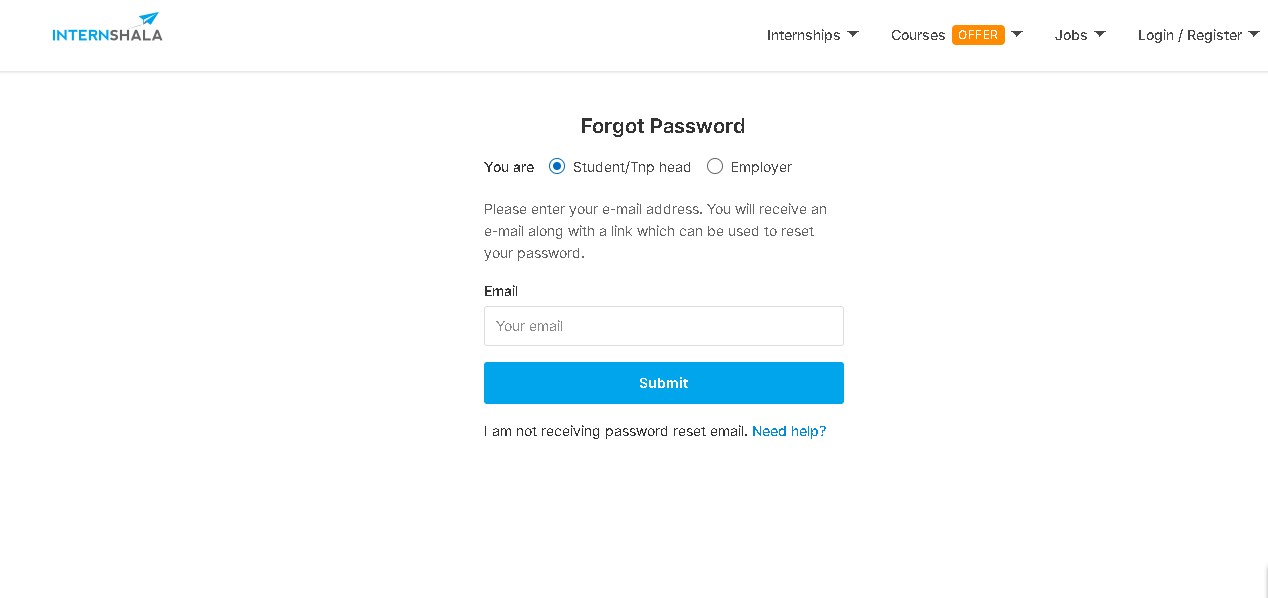 INTERNSHALA
Internships Courses OFFER Jobs Login / Register
Forgot Password
You are Student/Tnp head Employer
Please enter your e-mail address. You will receive an
e-mail along with a link which can be used to reset
your password.
Email
Your email
Submit
I am not receiving password reset email. Need help?